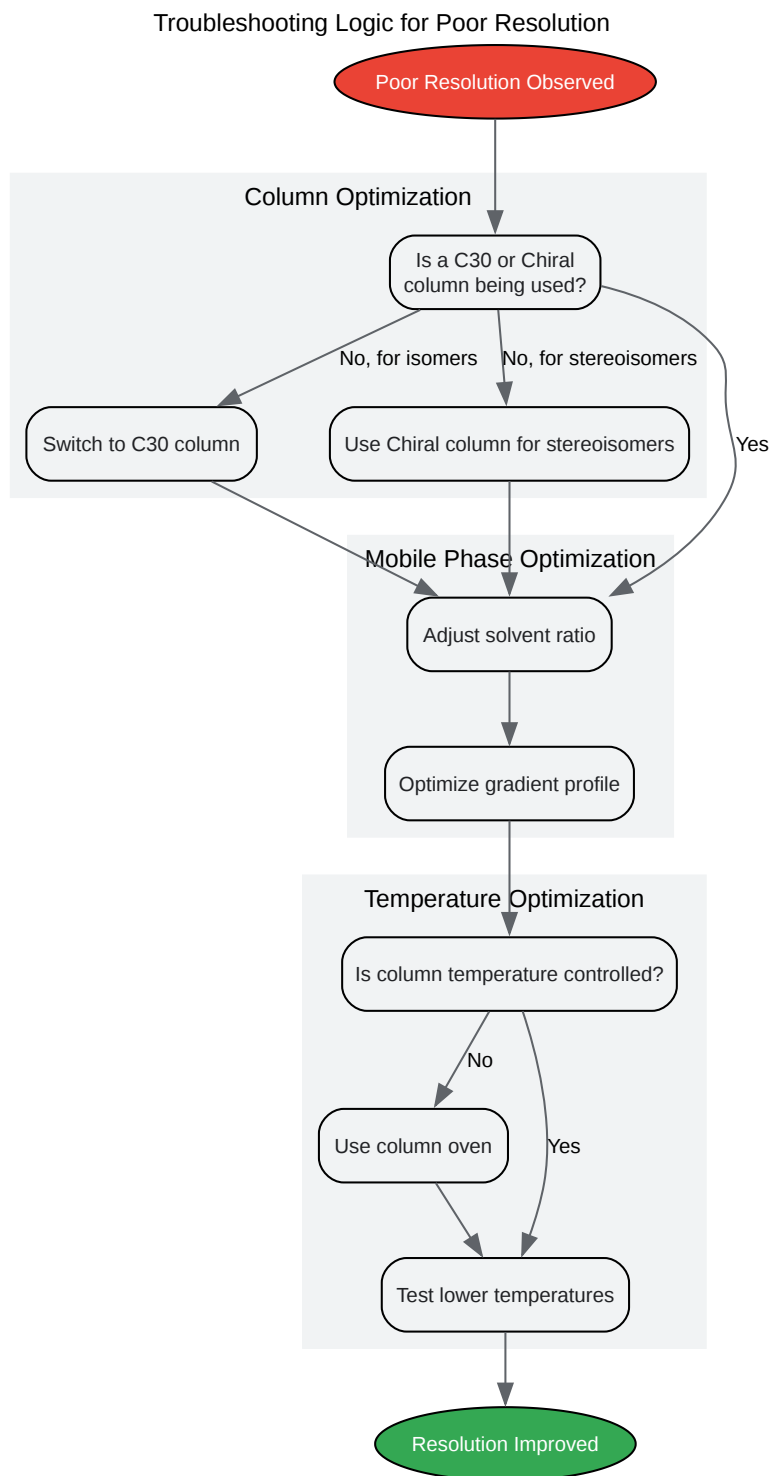 Troubleshooting Logic for Poor Resolution
Poor Resolution Observed
Column Optimization
Is a C30 or Chiral
column being used?
No, for isomers
No, for stereoisomers
Yes
Switch to C30 column
Use Chiral column for stereoisomers
Mobile Phase Optimization
Adjust solvent ratio
Optimize gradient profile
Temperature Optimization
Is column temperature controlled?
No
Use column oven
Yes
Test lower temperatures
Resolution Improved